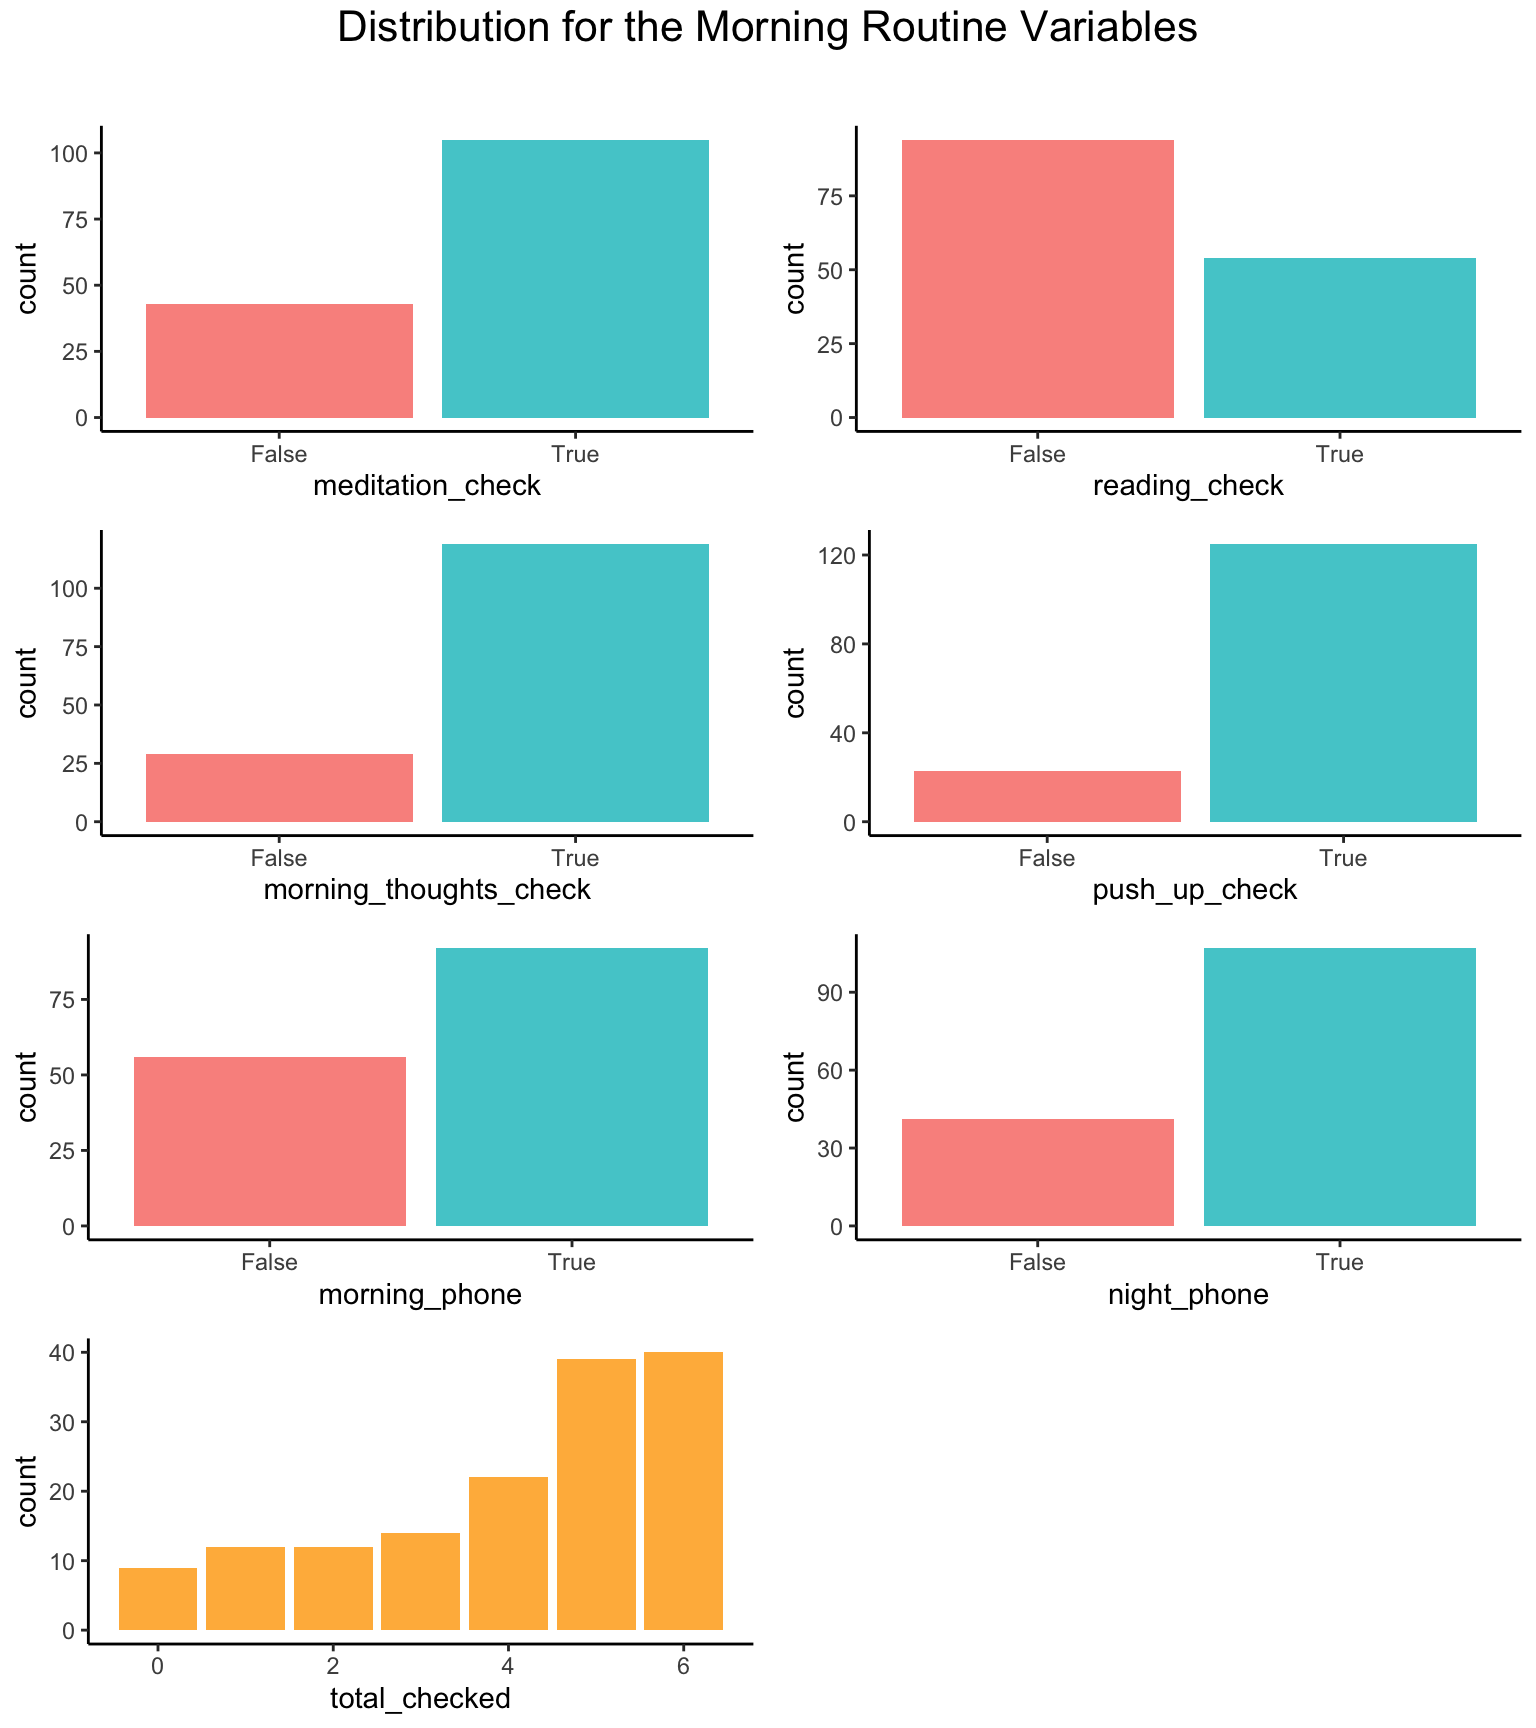 Distribution for the Morning Routine Variables
count
100
75
50
25
0
False True
meditation_check
count
75
50
25
0
False True
reading_check
count
100
75
50
25
0
False True
morning_thoughts_check
count
120
80
40
0
False True
push_up_check
count
75
50
25
0
False True
morning_phone
count
90
60
30
0
False True
night_phone
count
40
30
20
10
0
0 2 4 6
total_checked